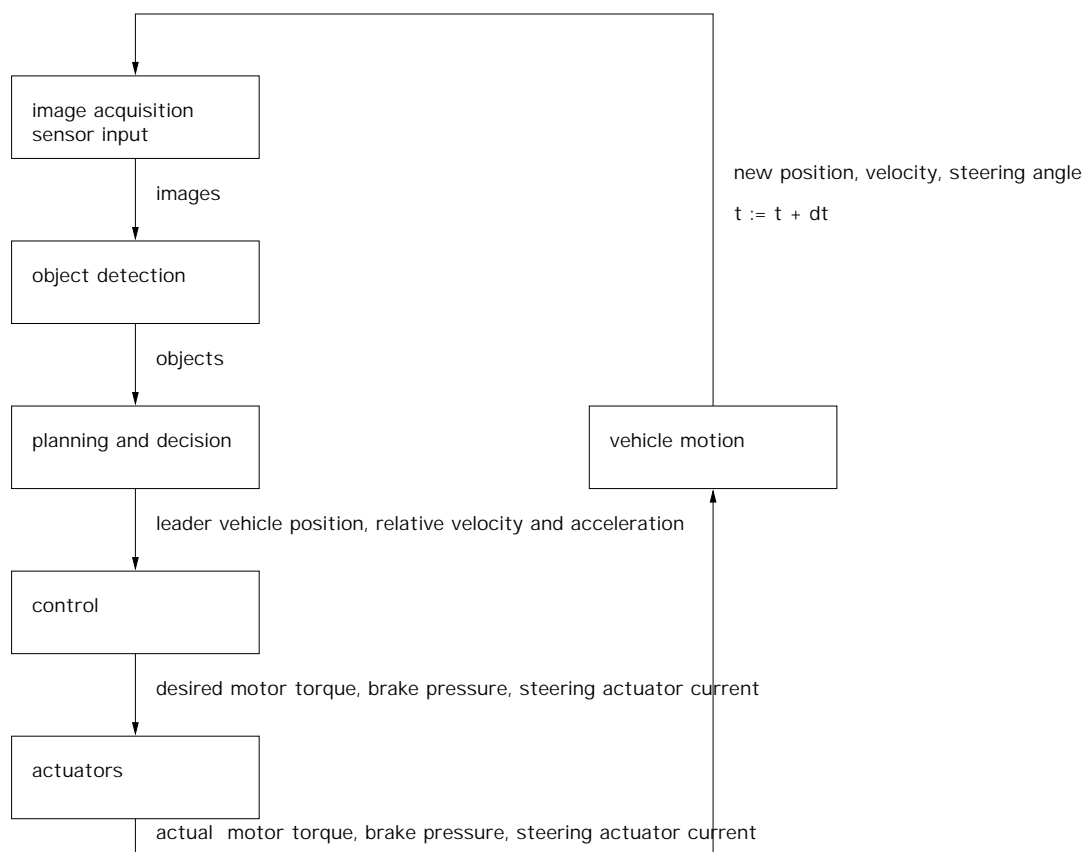 image acquisition
sensor input
images
object detection
objects
planning and decision
leader vehicle position, relative velocity and acceleration
control
desired motor torque, brake pressure, steering actuator current
actuators
actual  motor torque, brake pressure, steering actuator current
vehicle motion
new position, velocity, steering angle
t := t + dt